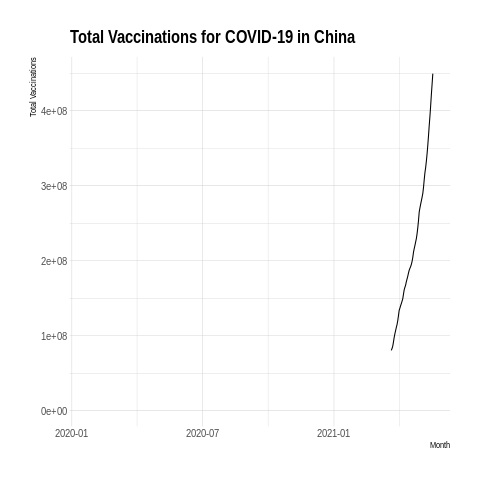 Total Vaccinations for COVID-19 in China
Total Vaccinations
4e+08
3e+08
2e+08
1e+08
0e+00
2020-01 2020-07 2021-01
Month